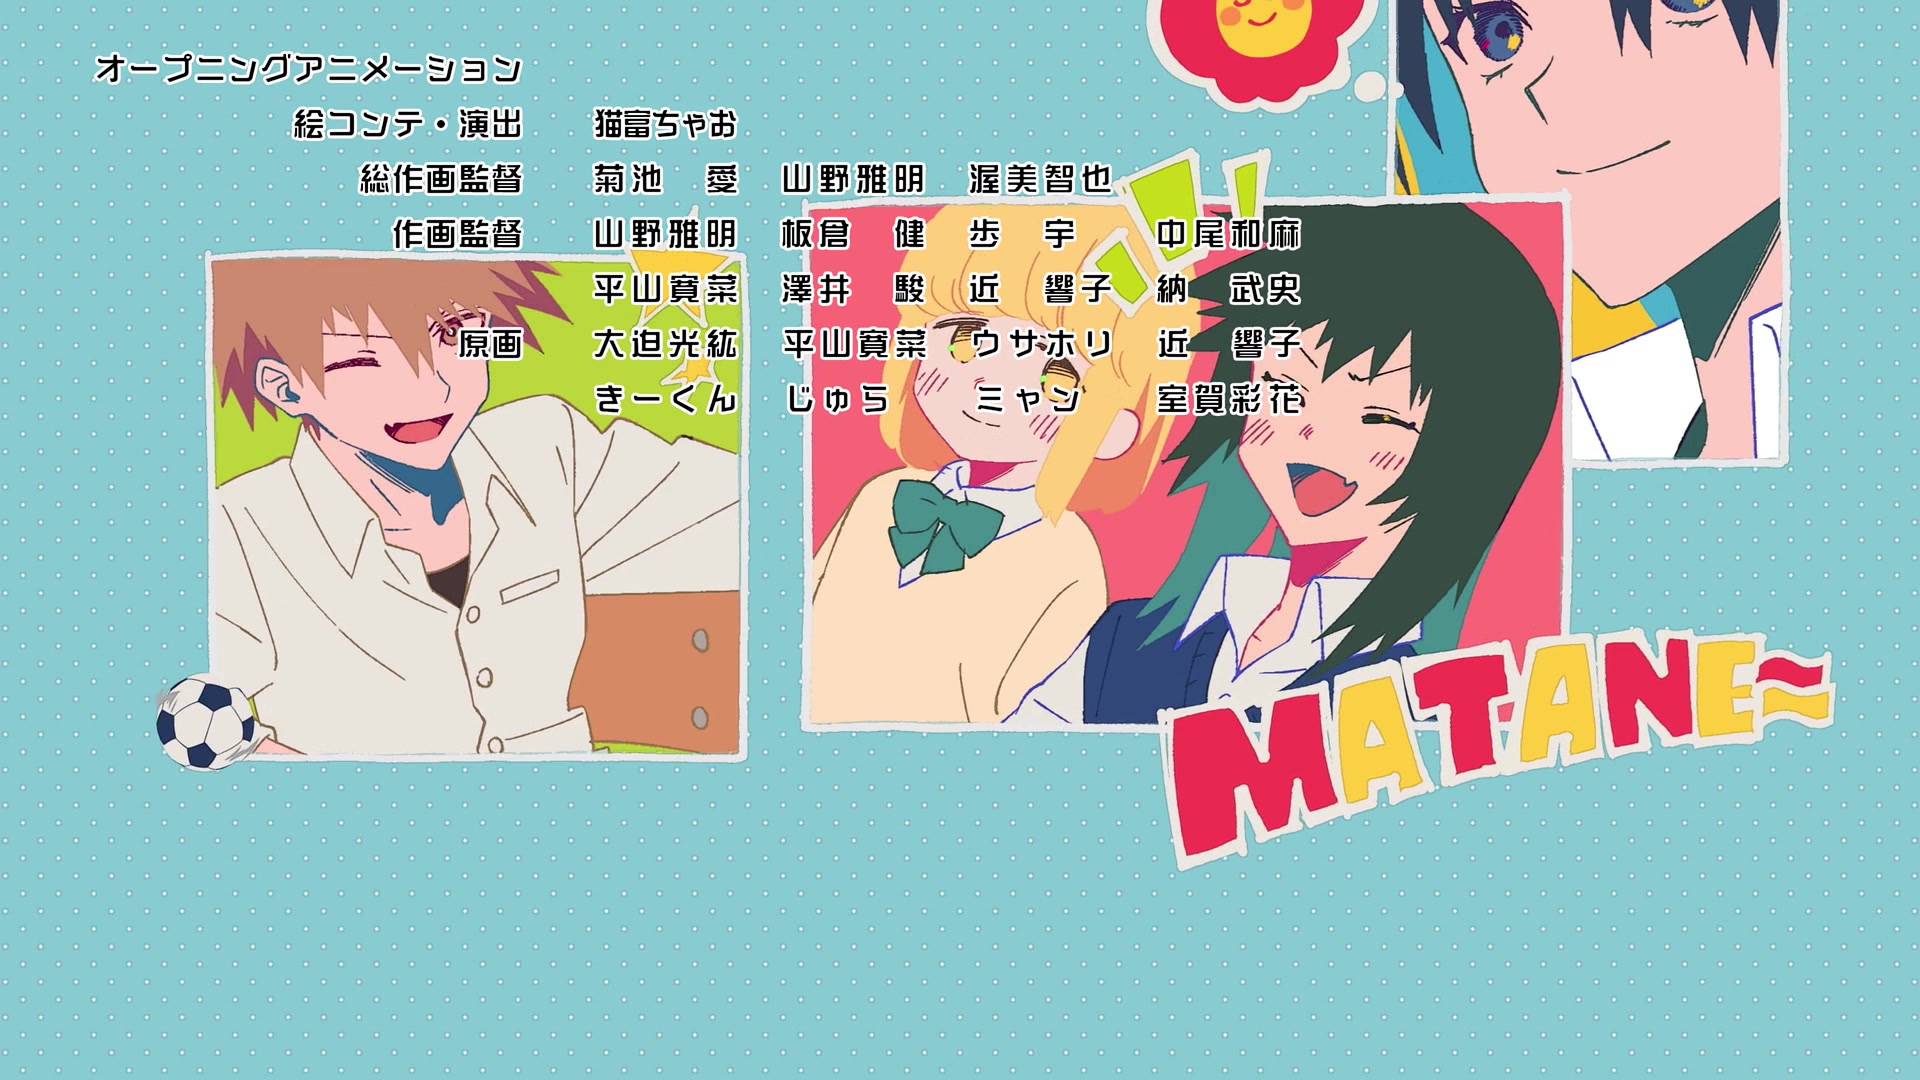 オープニングアニメーション
絵コンテ・演出 猫富ちゃお
総作画監督 菊池 愛 山野雅明 渥美智也
作画監督 山野雅明 板倉 健 歩 宇 中尾和麻
平山寛菜 澤井 駿 近 響子 納 武史
原画 大迫光紘 平山寛菜 ウサホリ 近 響子
きーくん じゅら ミャン 室賀彩花
MATANE~